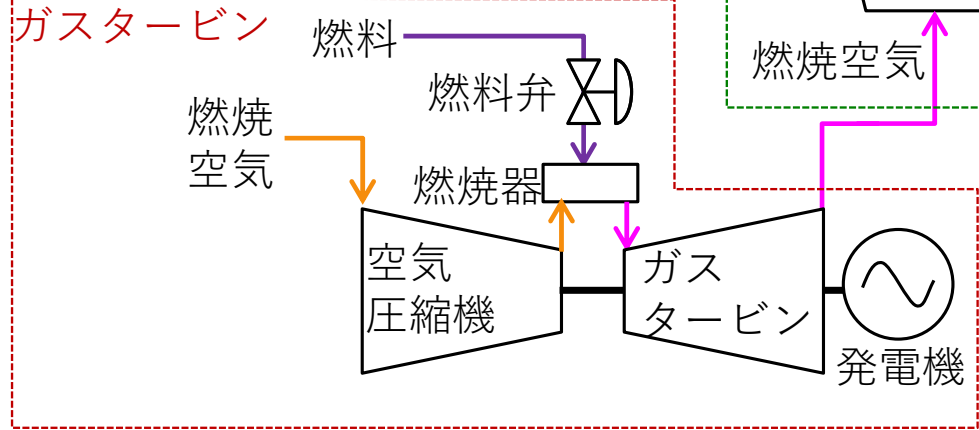 ガスタービン
燃料
燃焼空気
燃料弁
燃焼
空気
燃焼器
空気
圧縮機
ガス
タービン
発電機